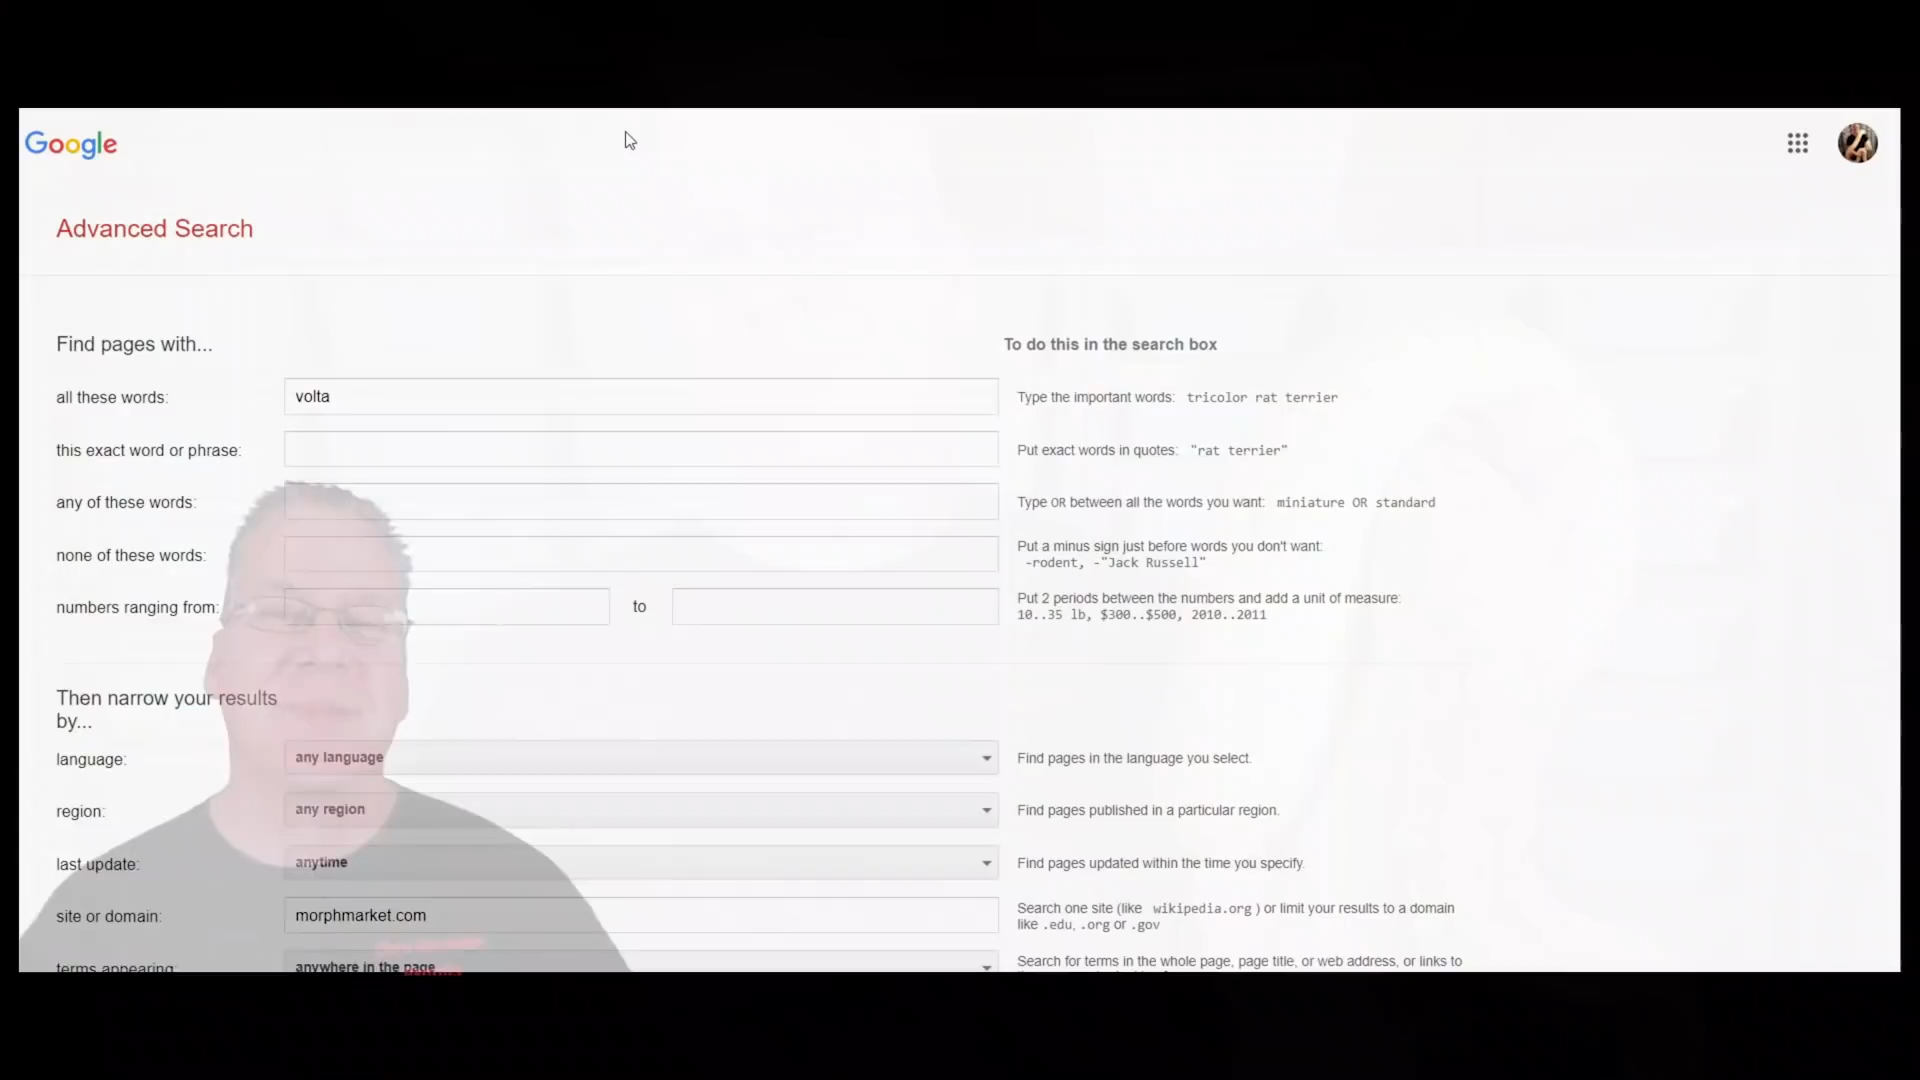 Google
Advanced Search
Find pages with...
To do this in the search box
all these words:
volta
Type the important words: tricolor rat terrier
this exact word or phrase:
Put exact words in quotes: "rat terrier"
any of these words:
Type OR between all the words you want: miniature OR standard
none of these words:
Put a minus sign just before words you don't want:
-rodent, -"Jack Russell"
numbers ranging from:
to
Put 2 periods between the numbers and add a unit of measure:
10..35 lb, $300..$500, 2010..2011
Then narrow your results
by...
language:
any language
Find pages in the language you select.
region:
any region
Find pages published in a particular region.
last update:
anytime
Find pages updated within the time you specify.
site or domain:
morphmarket.com
Search one site (like wikipedia.org ) or limit your results to a domain
like .edu, .org or .gov
terms appearing:
anywhere in the page
Search for terms in the whole page, page title, or web address, or links to